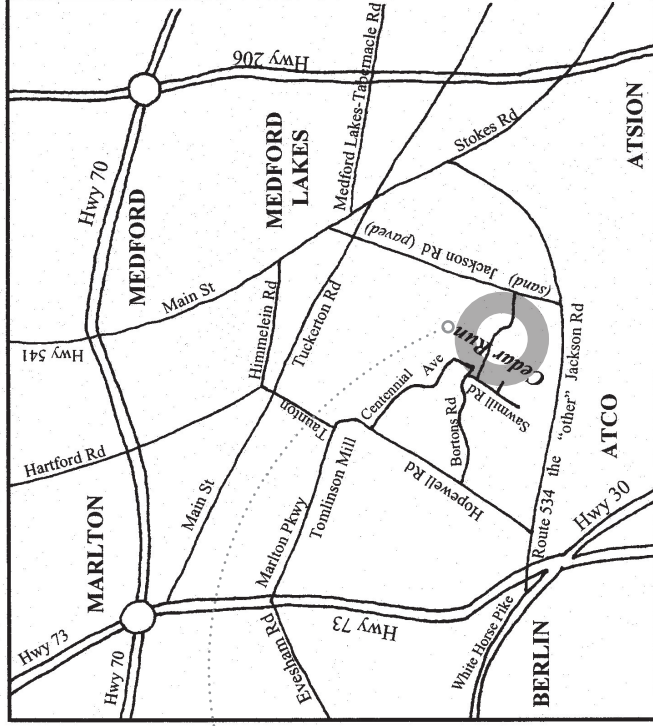 Hwy 206
Medford Lakes-Tabernacle Rd
Stokes Rd
ATSION
Hwy 70
MEDFORD
MEDFORD
LAKES
Main St
Jackson Rd (paved)
(sand)
Himmelein Rd
Tuckerton Rd
Hwy 541
Cedar Run
Jackson Rd
Centennial Ave
Sawmill Rd
Taunton
Bortons Rd
Hartford Rd
ATCO
Hopewell Rd
Tomlinson Mill
Marlton Pkwy
Main St
MARLTON
Route 534 the "other"
Hwy 30
Hwy 73
Hwy 73
Hwy 70
Evesham Rd
White Horse Pike
BERLIN